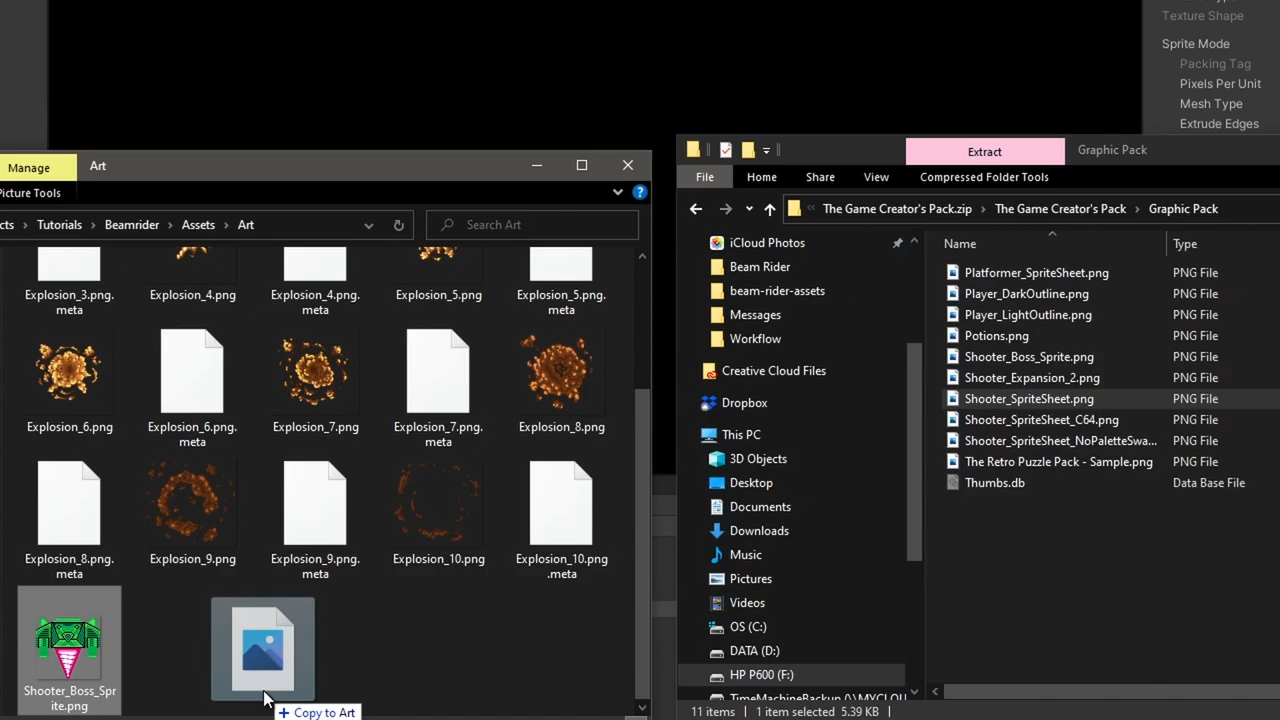 Texture Shape
Sprite Mode
Packing Tag
Pixels Per Unit
Mesh Type
Extrude Edges
Manage
Art
Picture Tools
Tutorials
Beamrider
Assets
Art
Search Art
Explosion_3.png.
meta
Explosion_4.png
Explosion_4.png.
meta
Explosion_5.png
Explosion_5.png.
meta
Explosion_6.png
Explosion_6.png.
meta
Explosion_7.png
Explosion_7.png.
meta
Explosion_8.png
Explosion_8.png.
meta
Explosion_9.png
Explosion_9.png.
meta
Explosion_10.png
Explosion_10.png
.meta
Shooter_Boss_Spr
ite.png
+ Copy to Art
Extract
Graphic Pack
File
Home
Share
View
Compressed Folder Tools
« The Game Creator's Pack.zip > The Game Creator's Pack > Graphic Pack
iCloud Photos
Beam Rider
beam-rider-assets
Messages
Workflow
Creative Cloud Files
Dropbox
This PC
3D Objects
Desktop
Documents
Downloads
Music
Pictures
Videos
OS (C:)
DATA (D:)
HP P600 (F:)
Name
Type
Platformer_SpriteSheet.png PNG File
Player_DarkOutline.png PNG File
Player_LightOutline.png PNG File
Potions.png PNG File
Shooter_Boss_Sprite.png PNG File
Shooter_Expansion_2.png PNG File
Shooter_SpriteSheet.png PNG File
Shooter_SpriteSheet_C64.png PNG File
Shooter_SpriteSheet_NoPaletteSwa... PNG File
The Retro Puzzle Pack - Sample.png PNG File
Thumbs.db Data Base File
11 items
1 item selected 5.39 KB